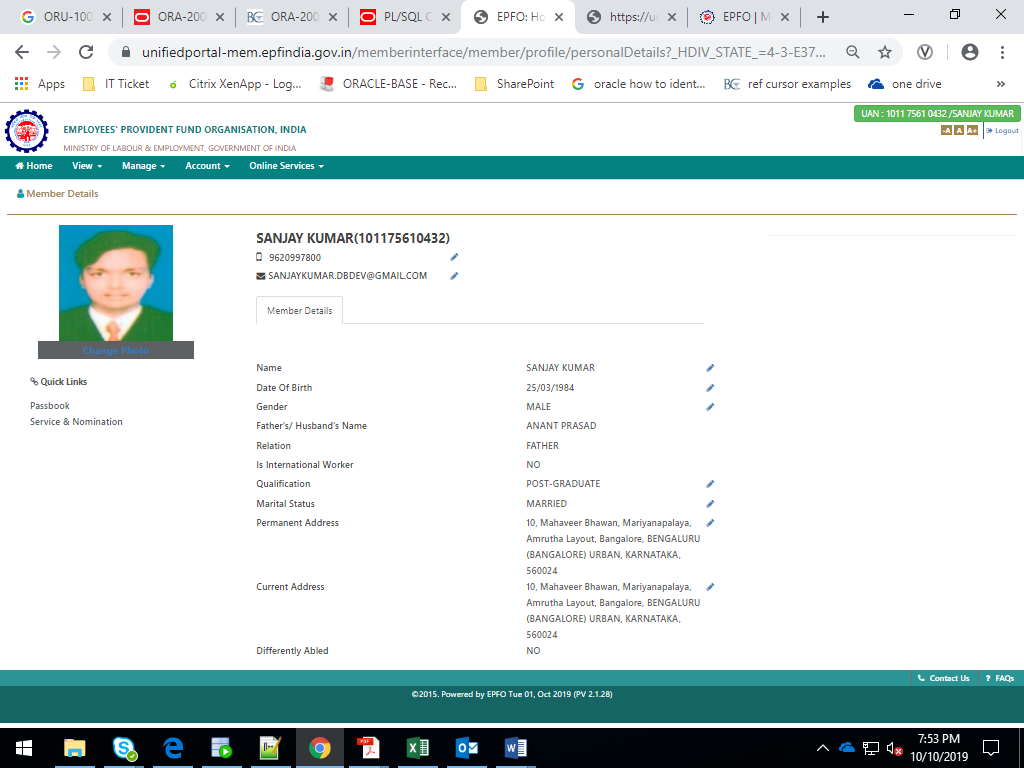 ORU-100
ORA-200
ORA-200
PL/SQL C
EPFO: Ho
https://u
EPFO | M
unifiedportal-mem.epfindia.gov.in/memberinterface/member/profile/personalDetails?_HDIV_STATE_=4-3-E37...
Apps
IT Ticket
Citrix XenApp - Log...
ORACLE-BASE - Rec...
SharePoint
oracle how to ident...
ref cursor examples
one drive
»
UAN : 1011 7561 0432 /SANJAY KUMAR
-A A A+ Logout
EMPLOYEES' PROVIDENT FUND ORGANISATION, INDIA
MINISTRY OF LABOUR & EMPLOYMENT, GOVERNMENT OF INDIA
Home View Manage Account Online Services
Member Details
SANJAY KUMAR(101175610432)
9620997800
SANJAYKUMAR.DBDEV@GMAIL.COM
Member Details
Change Photo
Quick Links
Passbook
Service & Nomination
Name SANJAY KUMAR
Date Of Birth 25/03/1984
Gender MALE
Father's/ Husband's Name ANANT PRASAD
Relation FATHER
Is International Worker NO
Qualification POST-GRADUATE
Marital Status MARRIED
Permanent Address 10, Mahaveer Bhawan, Mariyanapalaya,
Amrutha Layout, Bangalore, BENGALURU
(BANGALORE) URBAN, KARNATAKA,
560024
Current Address 10, Mahaveer Bhawan, Mariyanapalaya,
Amrutha Layout, Bangalore, BENGALURU
(BANGALORE) URBAN, KARNATAKA,
560024
Differently Abled NO
Contact Us ? FAQs
©2015. Powered by EPFO Tue 01, Oct 2019 (PV 2.1.28)
7:53 PM
10/10/2019